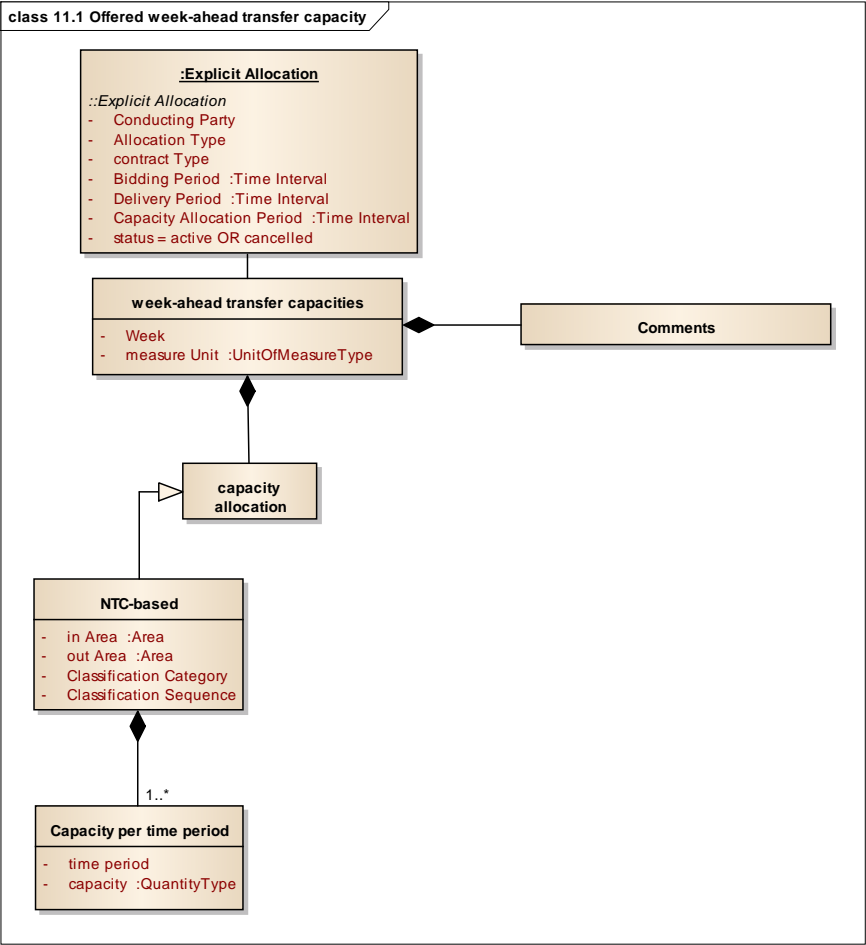 class 11.1 Offered week-ahead transfer capacity
:Explicit Allocation
::Explicit Allocation
- Conducting Party
- Allocation Type
- contract Type
- Bidding Period :Time Interval
- Delivery Period :Time Interval
- Capacity Allocation Period :Time Interval
- status = active OR cancelled
week-ahead transfer capacities
- Week
- measure Unit :UnitOfMeasureType
Comments
capacity
allocation
NTC-based
- in Area :Area
- out Area :Area
- Classification Category
- Classification Sequence
1..*
Capacity per time period
- time period
- capacity :QuantityType